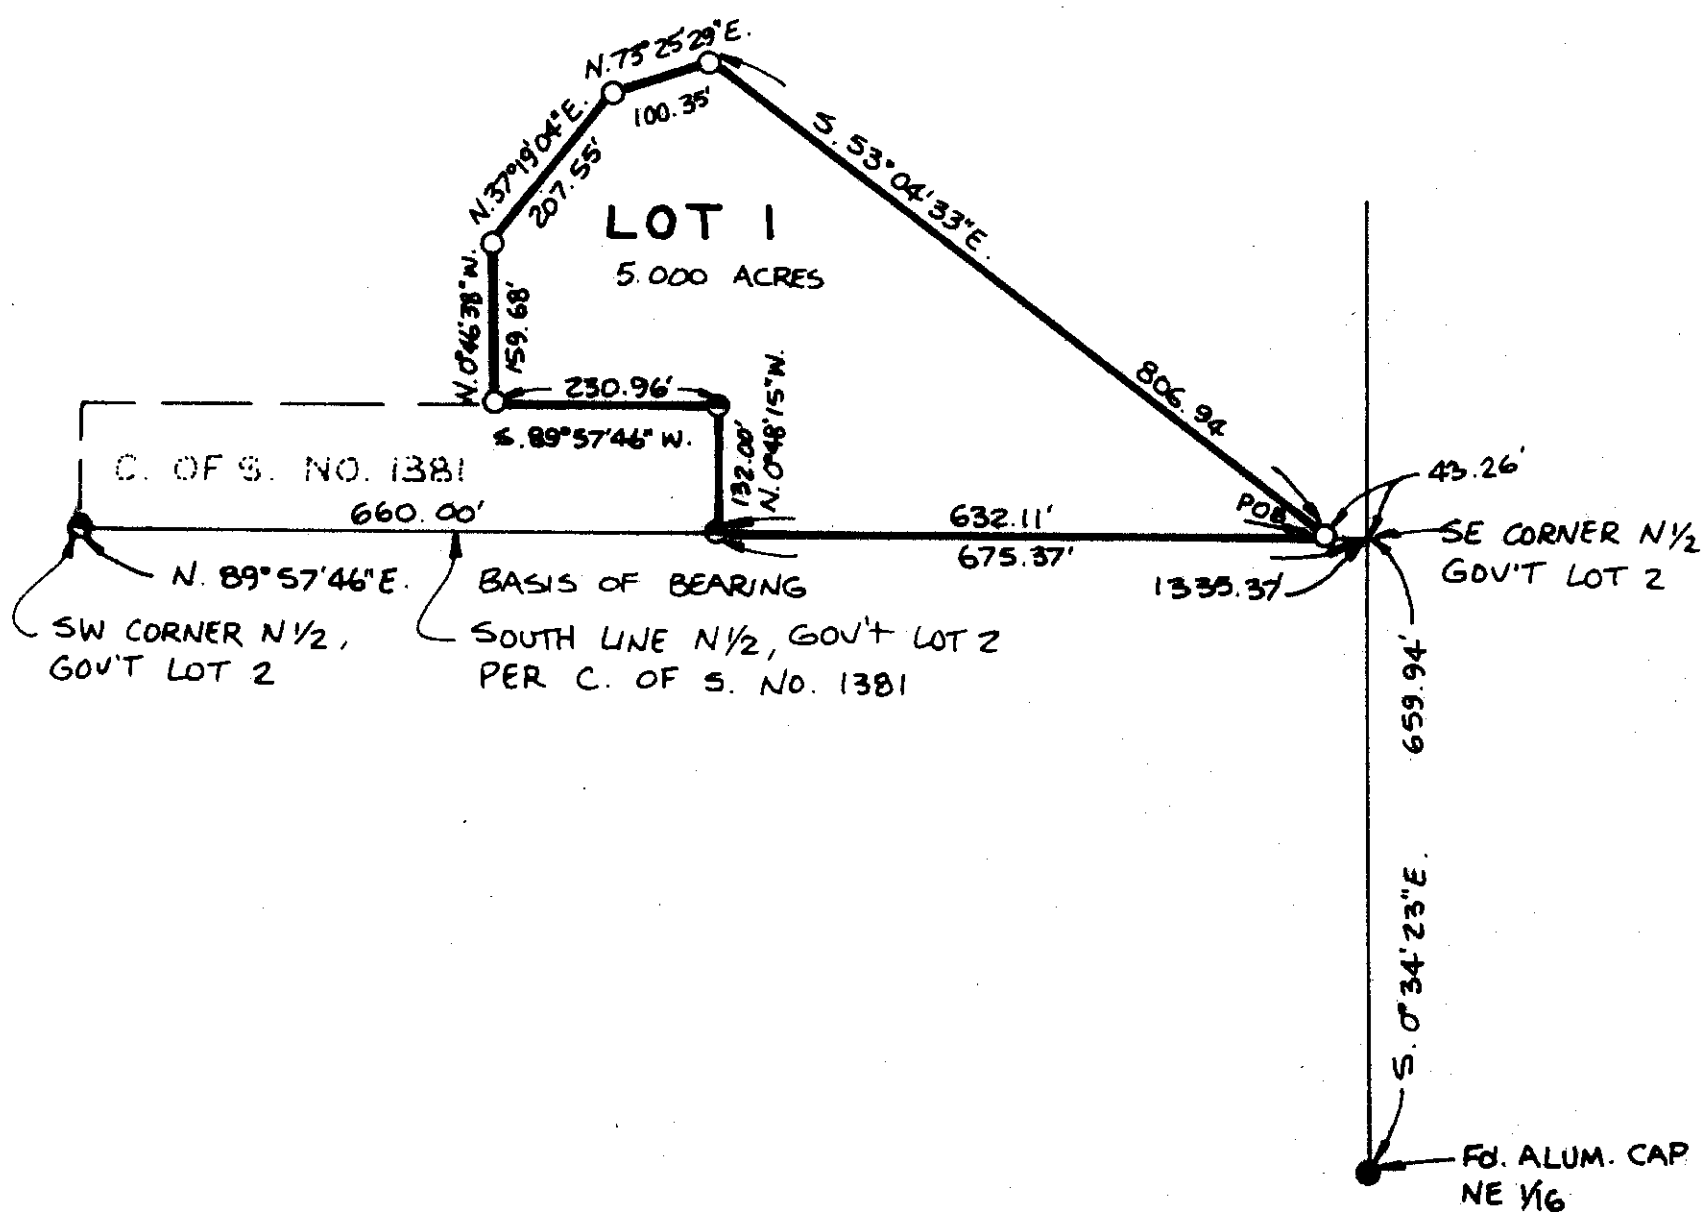 N. 73°25'29"E.
100.35'
N.37°19'04"E.
207.55'
S. 53°04'33"E.
LOT 1
5.000 ACRES
N.0°46'38"W.
159.68'
230.96'
S. 89°57'46" W.
132.00'
N.0°48'15"W.
806.94
C. OF S. NO. 1381
660.00'
632.11'
675.37'
POB
43.26'
SE CORNER N 1/2
GOV'T LOT 2
1335.37'
N. 89°57'46"E.
BASIS OF BEARING
SW CORNER N 1/2,
GOV'T LOT 2
SOUTH LINE N 1/2, GOV't LOT 2
PER C. OF S. NO. 1381
659.94'
S. 0°34'23"E.
Fd. ALUM. CAP
NE 1/16